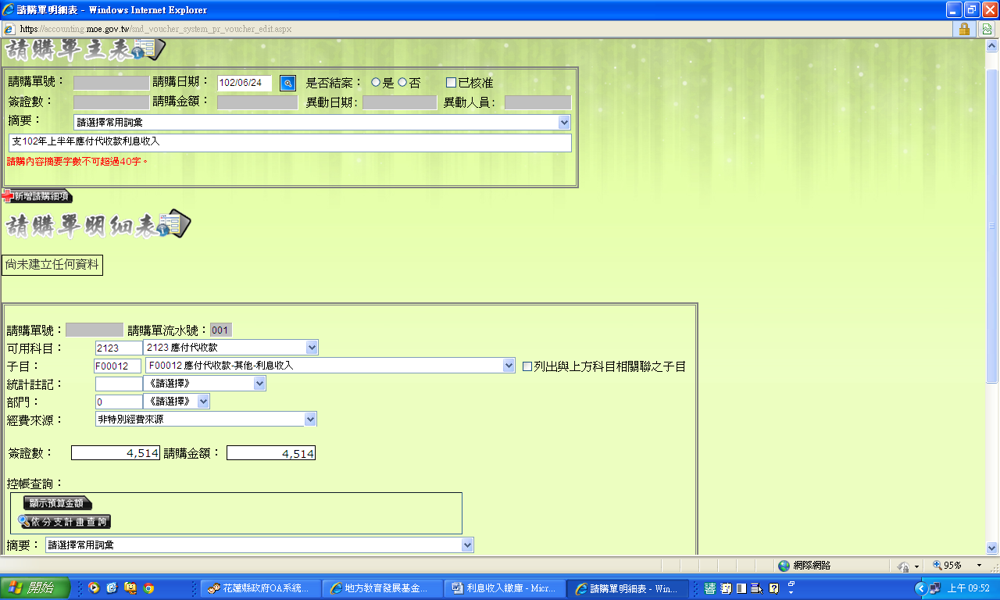 請購單明細表 - Windows Internet Explorer
https://accounting.moe.gov.tw/snd_voucher_system_pr_voucher_edit.aspx
請購單主表
請購單號： 請購日期： 102/06/24 是否結案： 是 否 已核准
簽證數： 請購金額： 異動日期: 異動人員:
摘要： 請選擇常用詞彙
支102年上半年應付代收款利息收入
請購內容摘要字數不可超過40字。
新增請購細項
請購單明細表
尚未建立任何資料
請購單號： 請購單流水號：001
可用科目： 2123 2123 應付代收款
子目： F00012 F00012 應付代收款-其他-利息收入 列出與上方科目相關聯之子目
統計註記： 《請選擇》
部門： 0 《請選擇》
經費來源： 非特別經費來源
簽證數： 4,514 請購金額： 4,514
控帳查詢：
顯示預算金額
依分支計畫查詢
摘要： 請選擇常用詞彙
網際網路 95%
開始 花蓮縣政府OA系統... 地方教育發展基金... 利息收入繳庫 - Micr... 請購單明細表 - Win... 上午 09:52